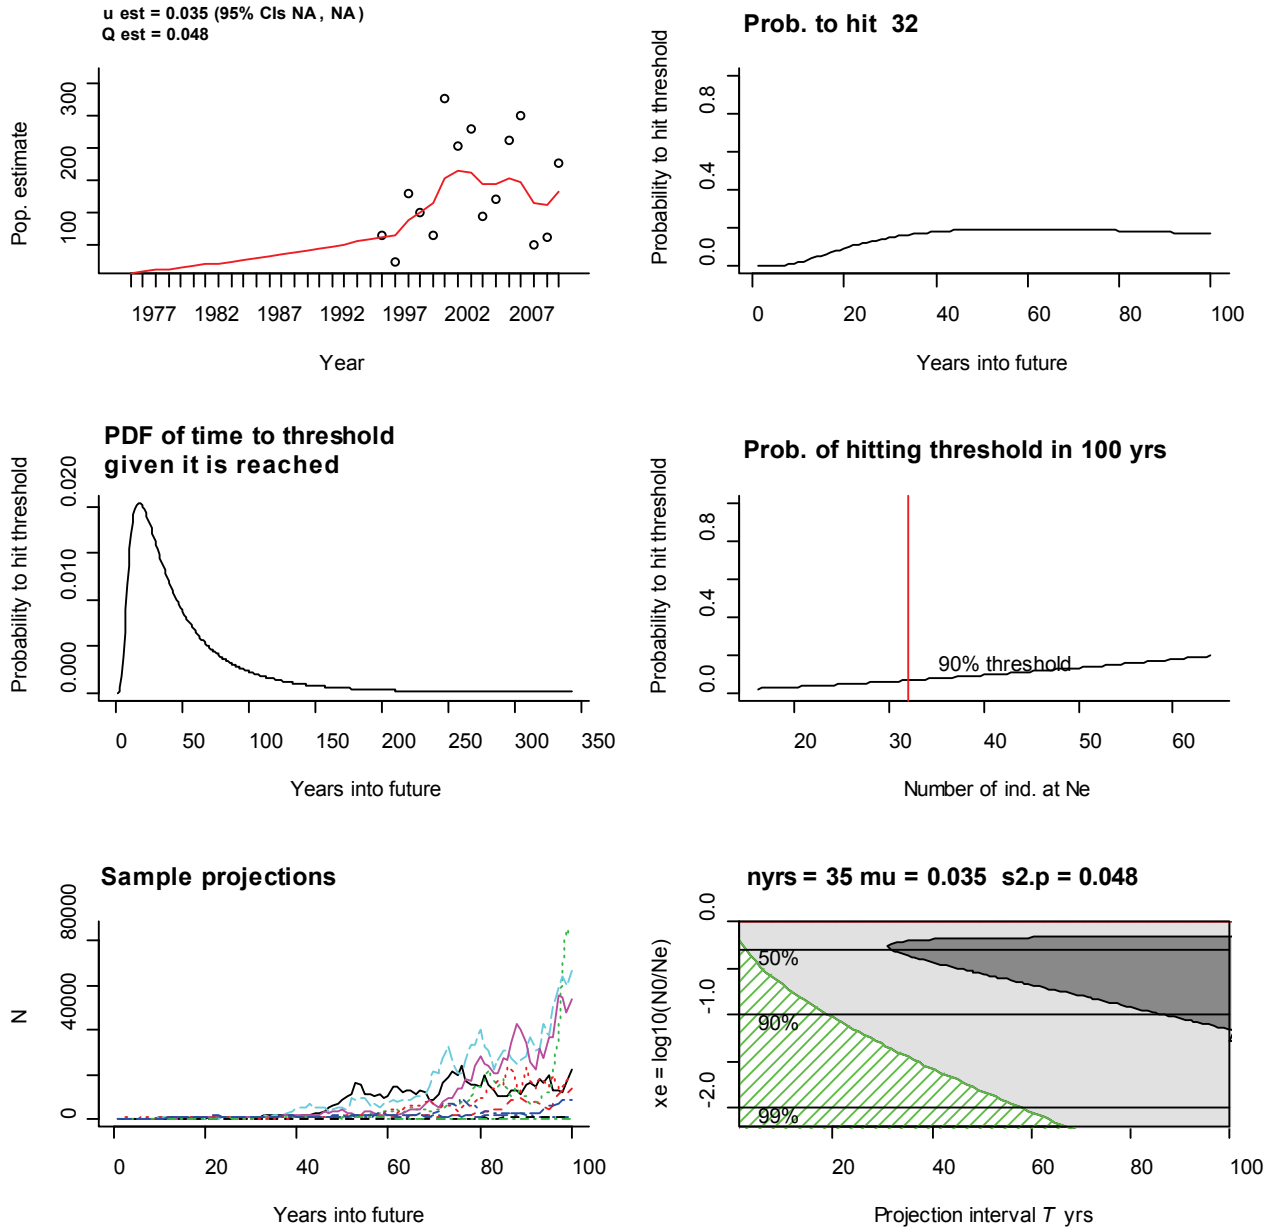 u est = 0.035 (95% CIs NA, NA)
Q est = 0.048
Pop. estimate
300
200
100
1977 1982 1987 1992 1997 2002 2007
Year
Prob. to hit 32
Probability to hit threshold
0.8
0.4
0.0
0 20 40 60 80 100
Years into future
PDF of time to threshold
given it is reached
Probability to hit threshold
0.020
0.010
0.000
0 50 100 150 200 250 300 350
Years into future
Prob. of hitting threshold in 100 yrs
Probability to hit threshold
0.8
0.4
0.0
90% threshold
20 30 40 50 60
Number of ind. at Ne
Sample projections
N
80000
40000
0
0 20 40 60 80 100
Years into future
nyrs = 35 mu = 0.035 s2.p = 0.048
xe = log10(N0/Ne)
0.0
-1.0
-2.0
50%
90%
99%
20 40 60 80 100
Projection interval T yrs